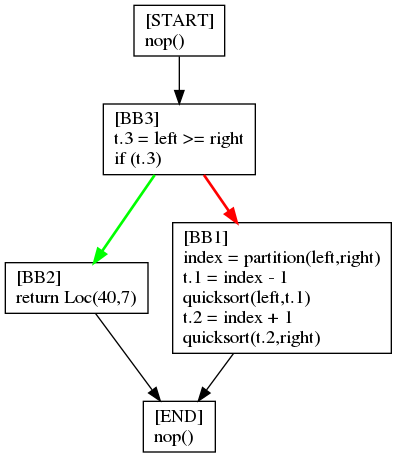 [START]
nop()
[BB3]
t.3 = left >= right
if (t.3)
[BB2]
return Loc(40,7)
[BB1]
index = partition(left,right)
t.1 = index - 1
quicksort(left,t.1)
t.2 = index + 1
quicksort(t.2,right)
[END]
nop()